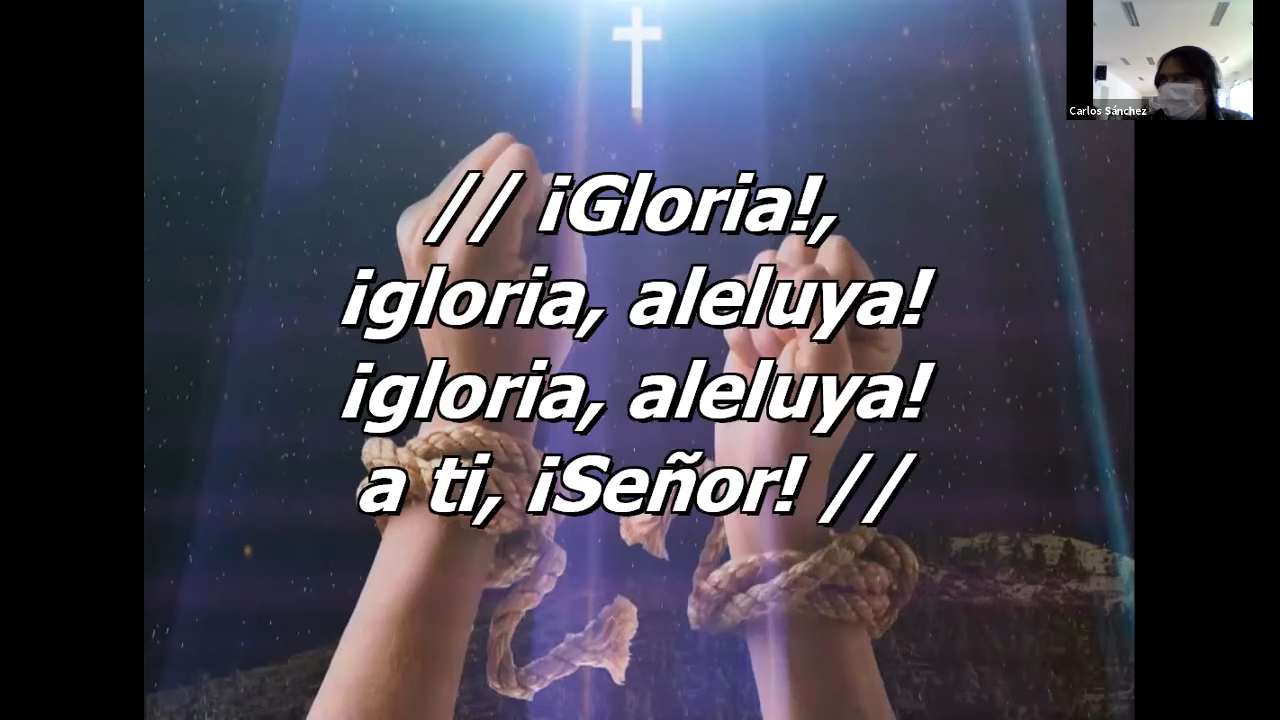 // ¡Gloria!,
¡gloria, aleluya!
¡gloria, aleluya!
a ti, ¡Señor! //
Carlos Sánchez